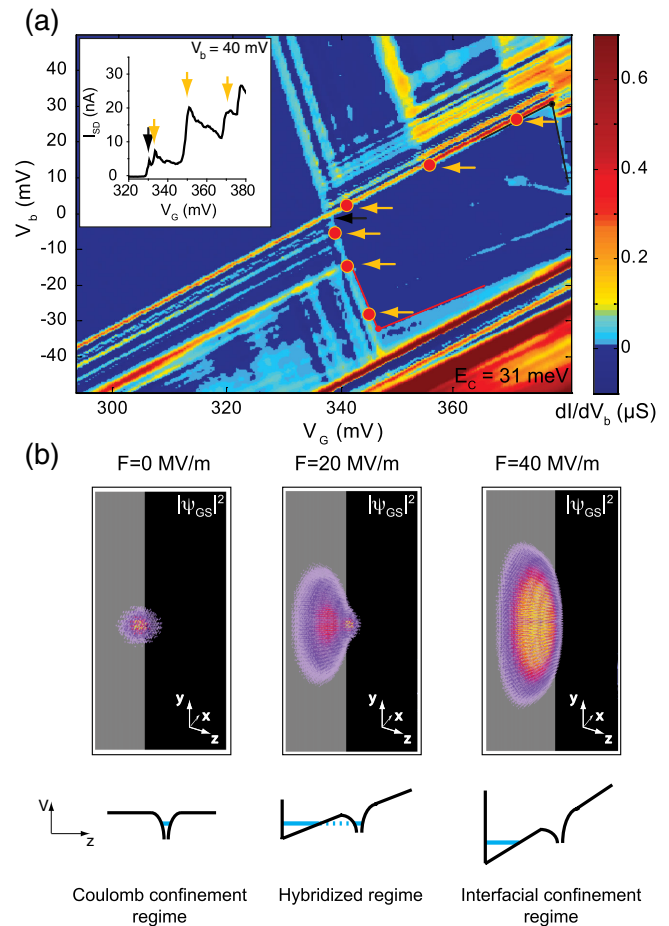 (a)
V_b = 40 mV
I_SD (nA)
50
40
30
20
10
0
320
340
360
380
V_G (mV)
V_b (mV)
40
30
20
10
0
-10
-20
-30
-40
300
320
340
360
V_G (mV)
E_C = 31 meV
0.6
0.4
0.2
0
dI/dV_b (μS)
(b)
F=0 MV/m
F=20 MV/m
F=40 MV/m
|ψ_GS|²
|ψ_GS|²
|ψ_GS|²
y
x
z
y
x
z
y
x
z
V
z
Coulomb confinement
regime
Hybridized regime
Interfacial confinement
regime